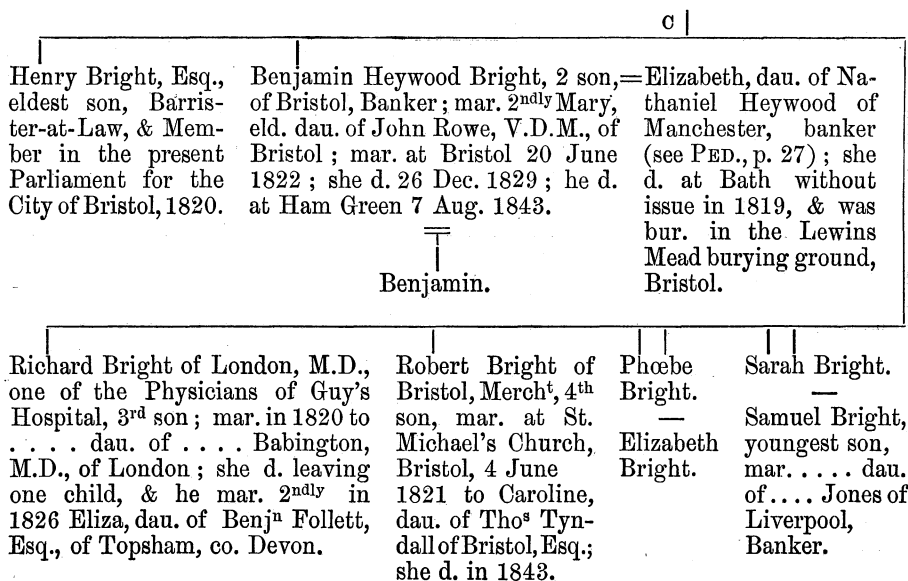 C
Henry Bright, Esq.,
eldest son, Barris-
ter-at-Law, & Mem-
ber in the present
Parliament for the
City of Bristol, 1820.
Benjamin Heywood Bright, 2 son,
of Bristol, Banker; mar. 2ndly Mary,
eld. dau. of John Rowe, V.D.M., of
Bristol; mar. at Bristol 20 June
1822; she d. 26 Dec. 1829; he d.
at Ham Green 7 Aug. 1843.
=Elizabeth, dau. of Na-
thaniel Heywood of
Manchester, banker
(see PED., p. 27); she
d. at Bath without
issue in 1819, & was
bur. in the Lewins
Mead burying ground,
Bristol.
Benjamin.
Richard Bright of London, M.D.,
one of the Physicians of Guy's
Hospital, 3rd son; mar. in 1820 to
. . . . dau. of . . . . Babington,
M.D., of London; she d. leaving
one child, & he mar. 2ndly in
1826 Eliza, dau. of Benjn Follett,
Esq., of Topsham, co. Devon.
Robert Bright of
Bristol, Mercht, 4th
son, mar. at St.
Michael's Church,
Bristol, 4 June
1821 to Caroline,
dau. of Thos Tyn-
dall of Bristol, Esq.;
she d. in 1843.
Phœbe
Bright.
—
Elizabeth
Bright.
Sarah Bright.
—
Samuel Bright,
youngest son,
mar. . . . . dau.
of . . . . Jones of
Liverpool,
Banker.